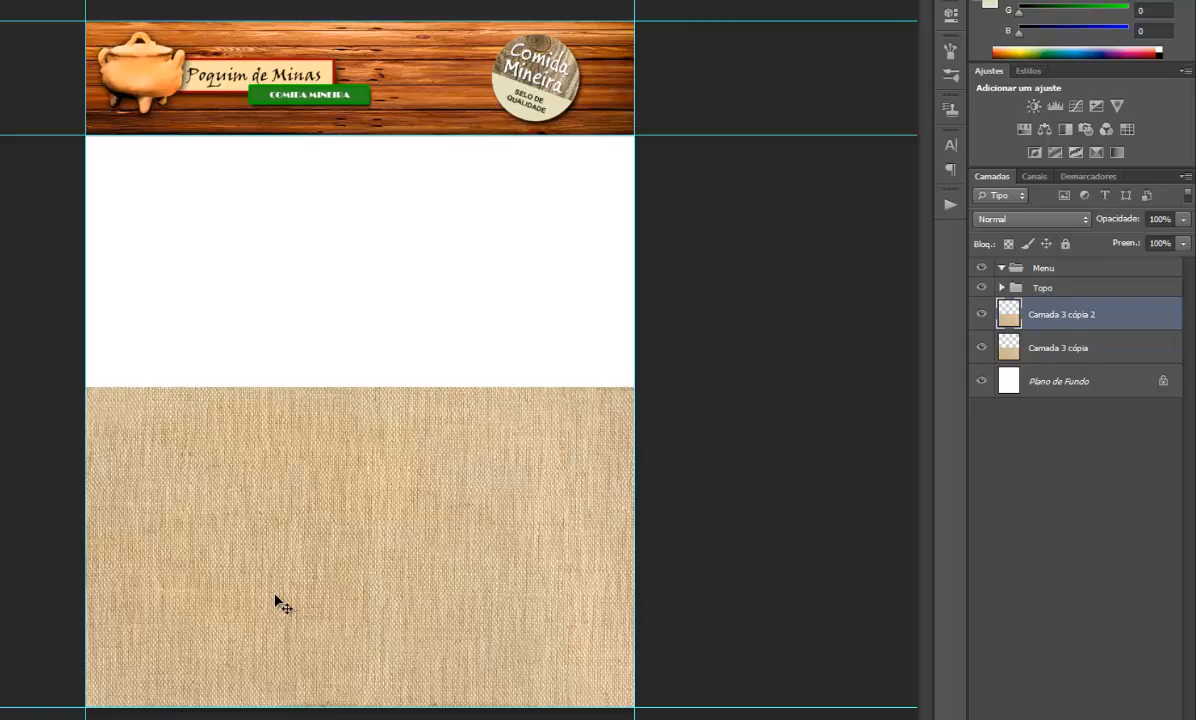 Poquim de Minas
COMIDA MINEIRA
Comida
Mineira
SELO DE
QUALIDADE
G 0
B 0
Ajustes Estilos
Adicionar um ajuste
Camadas Canais Demarcadores
Tipo
Normal Opacidade: 100%
Bloq.: Preen.: 100%
Menu
Topo
Camada 3 cópia 2
Camada 3 cópia
Plano de Fundo